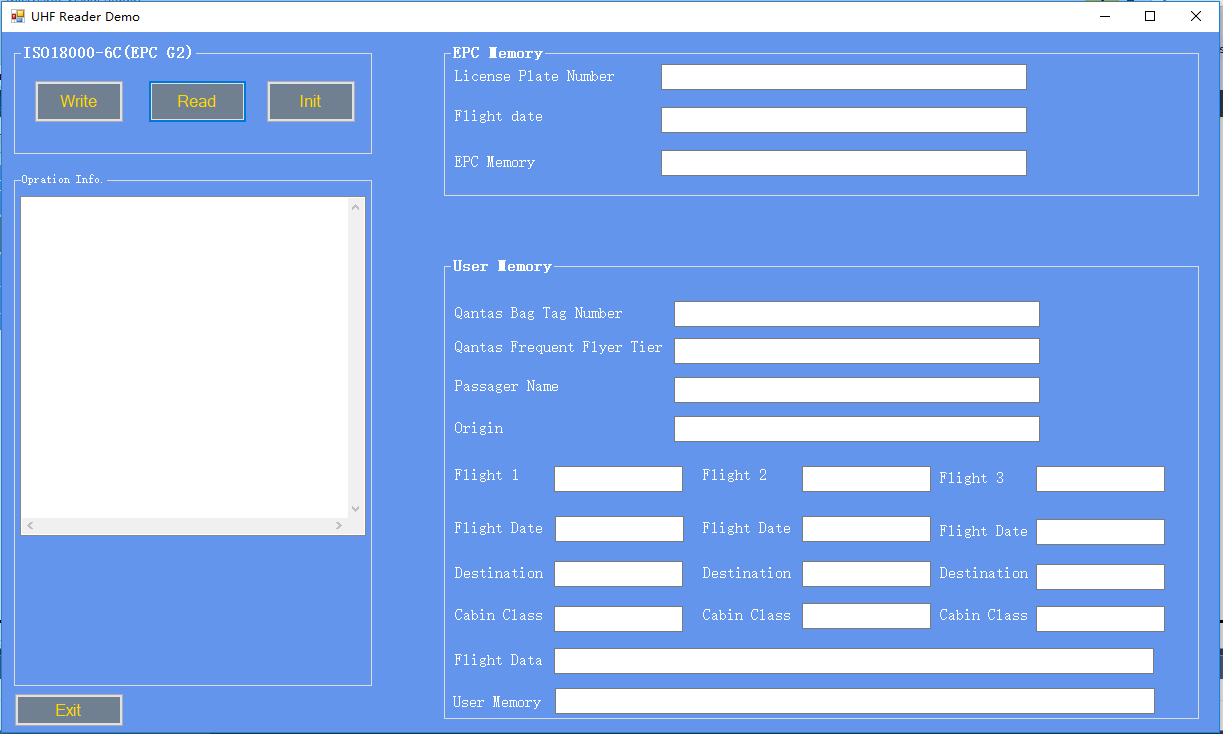 UHF Reader Demo
ISO18000-6C(EPC G2)
Write Read Init
Opration Info.
Exit
EPC Memory
License Plate Number
Flight date
EPC Memory
User Memory
Qantas Bag Tag Number
Qantas Frequent Flyer Tier
Passager Name
Origin
Flight 1 Flight 2 Flight 3
Flight Date Flight Date Flight Date
Destination Destination Destination
Cabin Class Cabin Class Cabin Class
Flight Data
User Memory